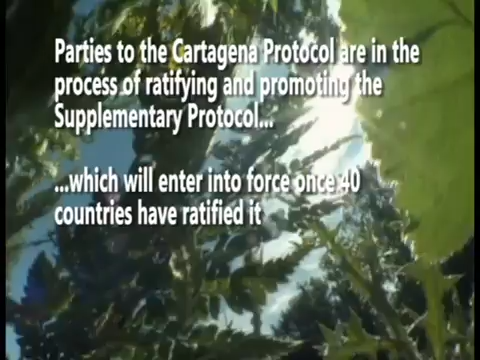 Parties to the Cartagena Protocol are in the
process of ratifying and promoting the
Supplementary Protocol...
...which will enter into force once 40
countries have ratified it